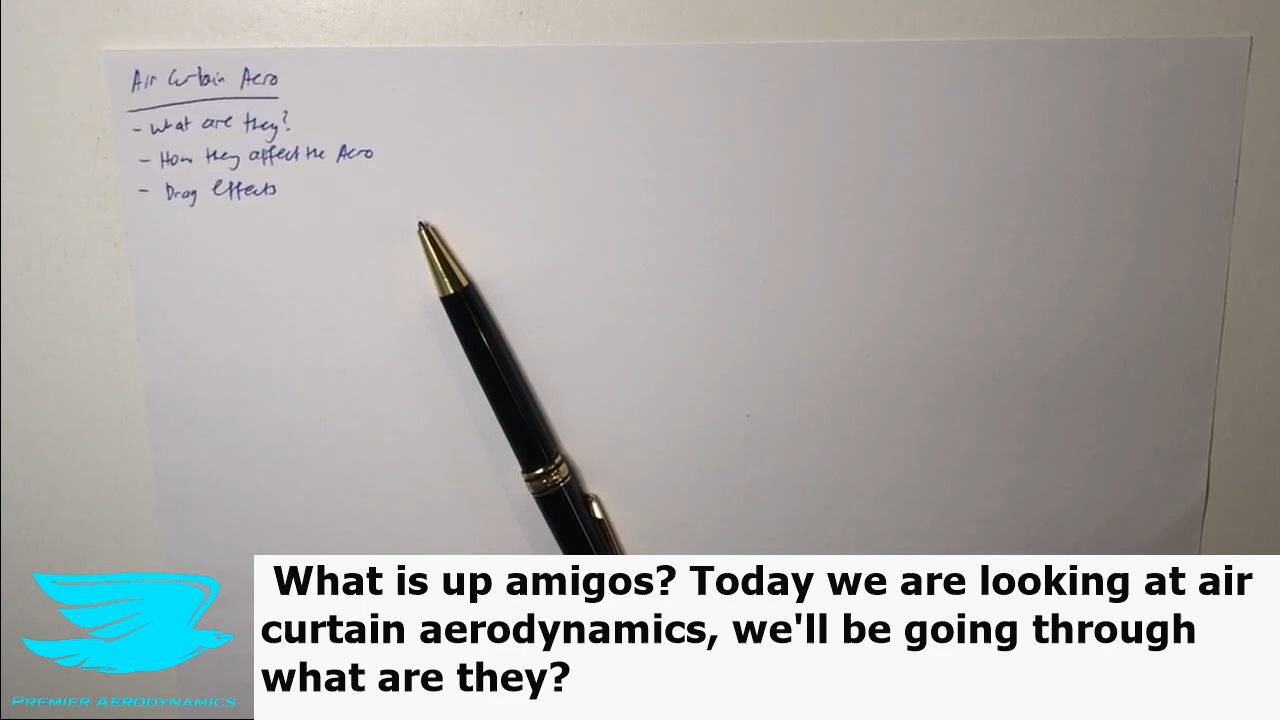 Air Curtain Aero
- What are they?
- How they affect the Aero
- Drag Effects
What is up amigos? Today we are looking at air
curtain aerodynamics, we'll be going through
what are they?
PREMIER AERODYNAMICS